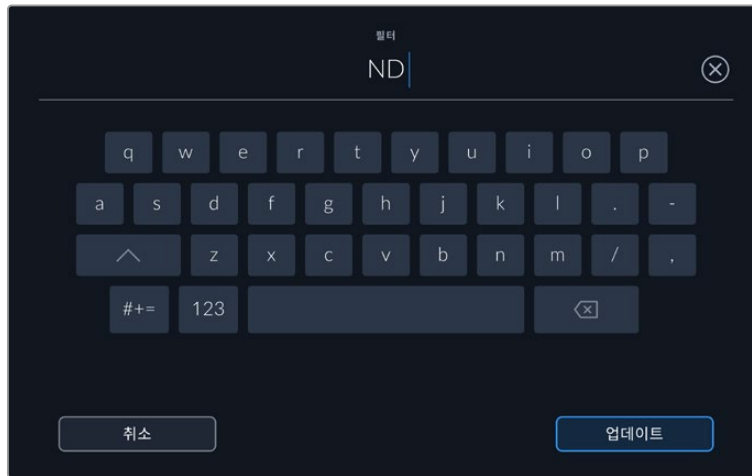 필터
ND
q w e r t y u i o p
a s d f g h j k l . -
z x c v b n m / ,
#+= 123
취소 업데이트